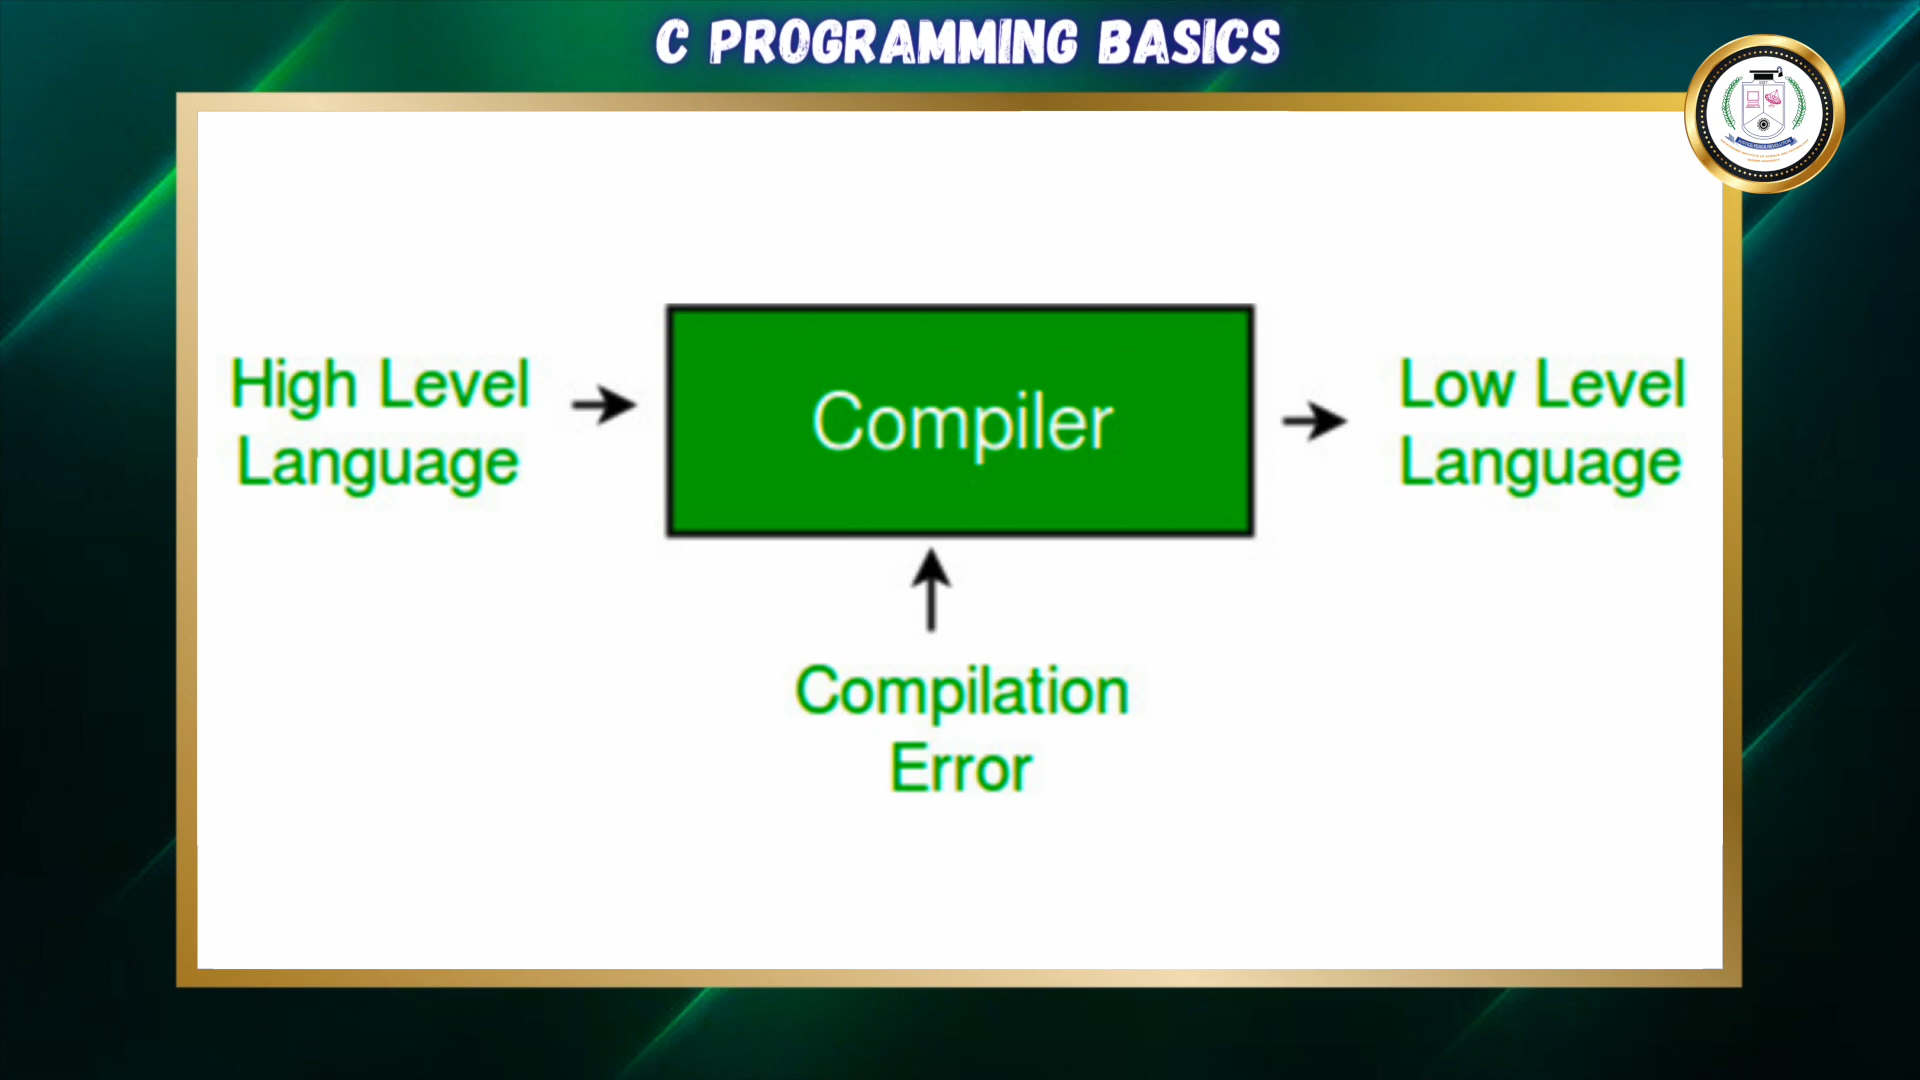 C PROGRAMMING BASICS
High Level
Language
Compiler
Low Level
Language
Compilation
Error